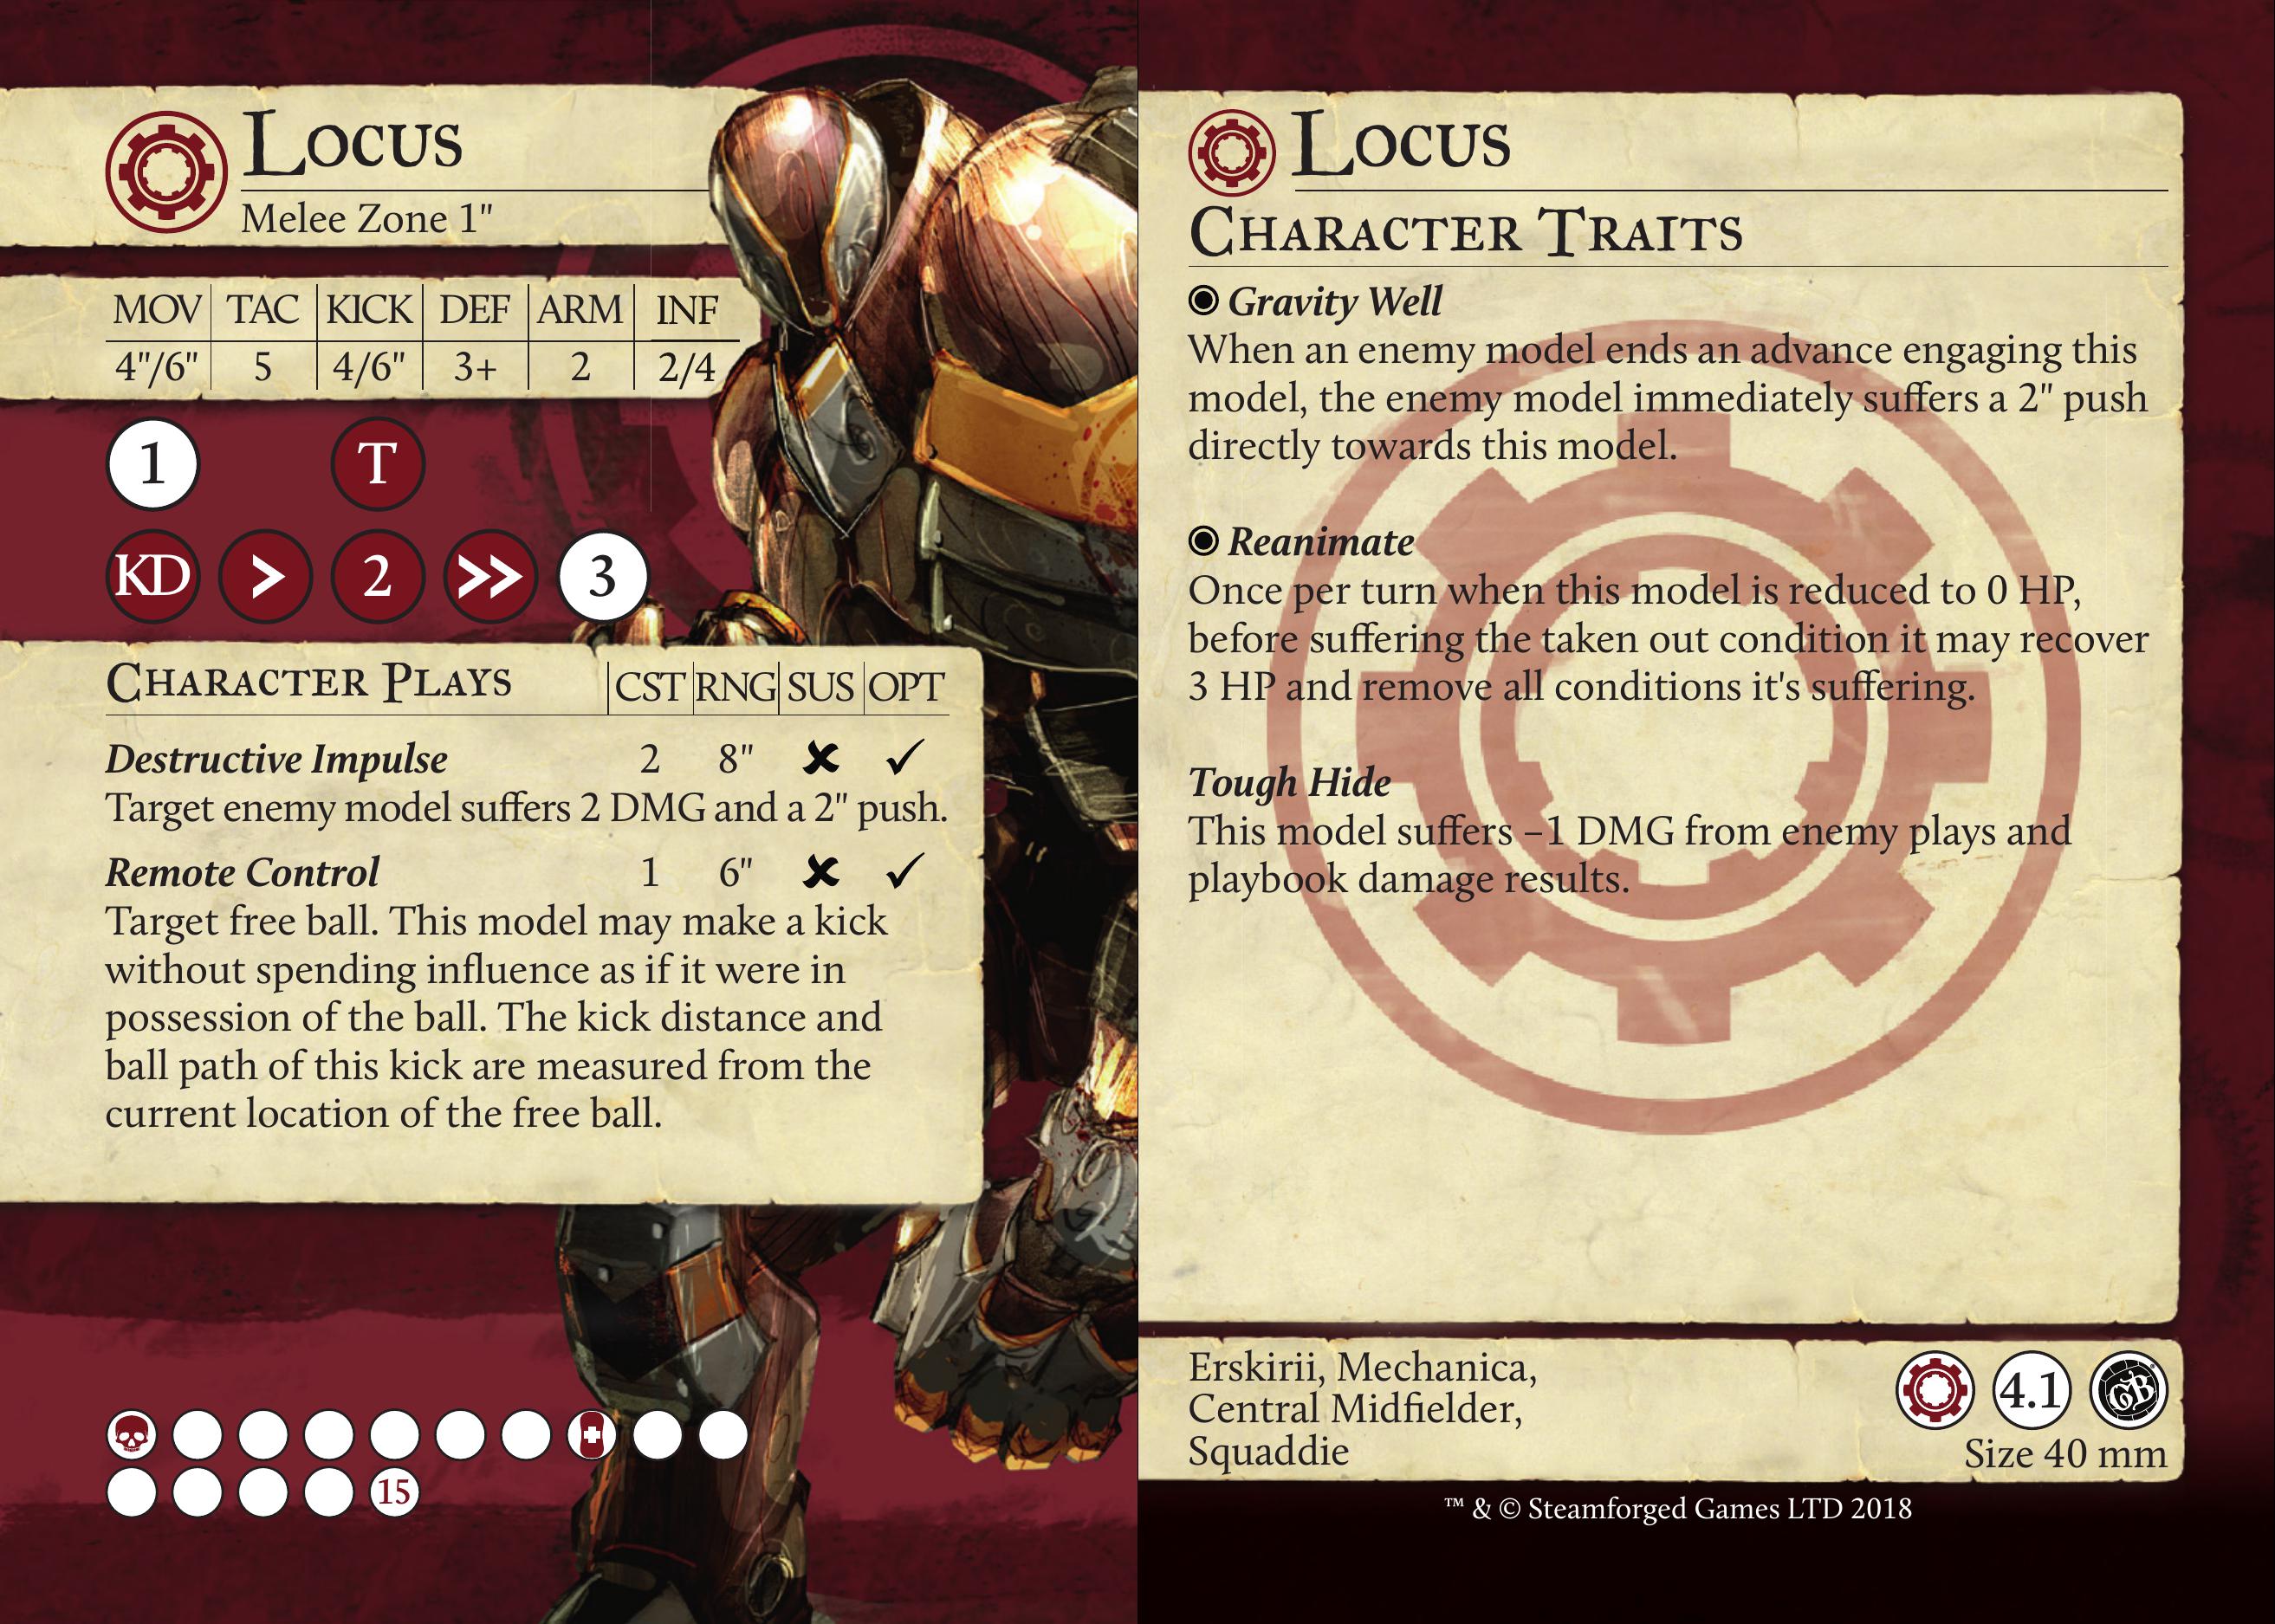 Locus
Melee Zone 1"
MOV TAC KICK DEF ARM INF
4"/6" 5 4/6" 3+ 2 2/4
1 T
KD > 2 >> 3
Character Plays CST RNG SUS OPT
Destructive Impulse 2 8" ✘ ✓
Target enemy model suffers 2 DMG and a 2" push.
Remote Control 1 6" ✘ ✓
Target free ball. This model may make a kick
without spending influence as if it were in
possession of the ball. The kick distance and
ball path of this kick are measured from the
current location of the free ball.
15
Locus
Character Traits
Gravity Well
When an enemy model ends an advance engaging this
model, the enemy model immediately suffers a 2" push
directly towards this model.
Reanimate
Once per turn when this model is reduced to 0 HP,
before suffering the taken out condition it may recover
3 HP and remove all conditions it's suffering.
Tough Hide
This model suffers –1 DMG from enemy plays and
playbook damage results.
Erskirii, Mechanica,
Central Midfielder,
Squaddie
4.1 GB
Size 40 mm
™ & © Steamforged Games LTD 2018